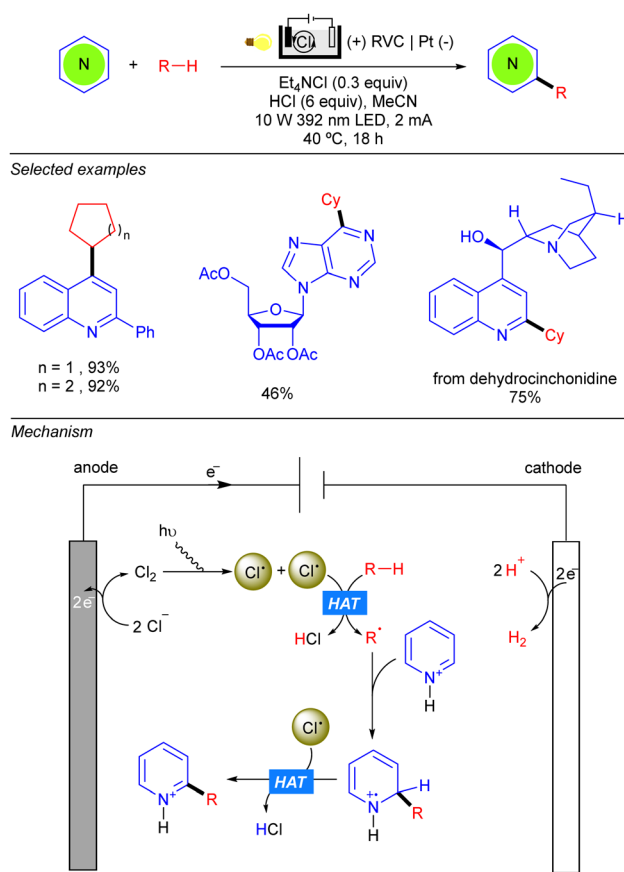 N + R—H (+) RVC | Pt (-) N R
Cl
Et₄NCl (0.3 equiv)
HCl (6 equiv), MeCN
10 W 392 nm LED, 2 mA
40 ºC, 18 h
Selected examples
( )n
N Ph
n = 1 , 93%
n = 2 , 92%
Cy
N N
N N
AcO
O
OAc OAc
46%
H H
HO N
N Cy
from dehydrocinchonidine
75%
Mechanism
anode e⁻ cathode
hυ
Cl₂ Cl• + Cl• R—H 2 H⁺ 2e⁻
2e⁻ HAT
2 Cl⁻ HCl R• H₂
N⁺
H
Cl•
H
HAT
N⁺ R N +• R
H HCl H